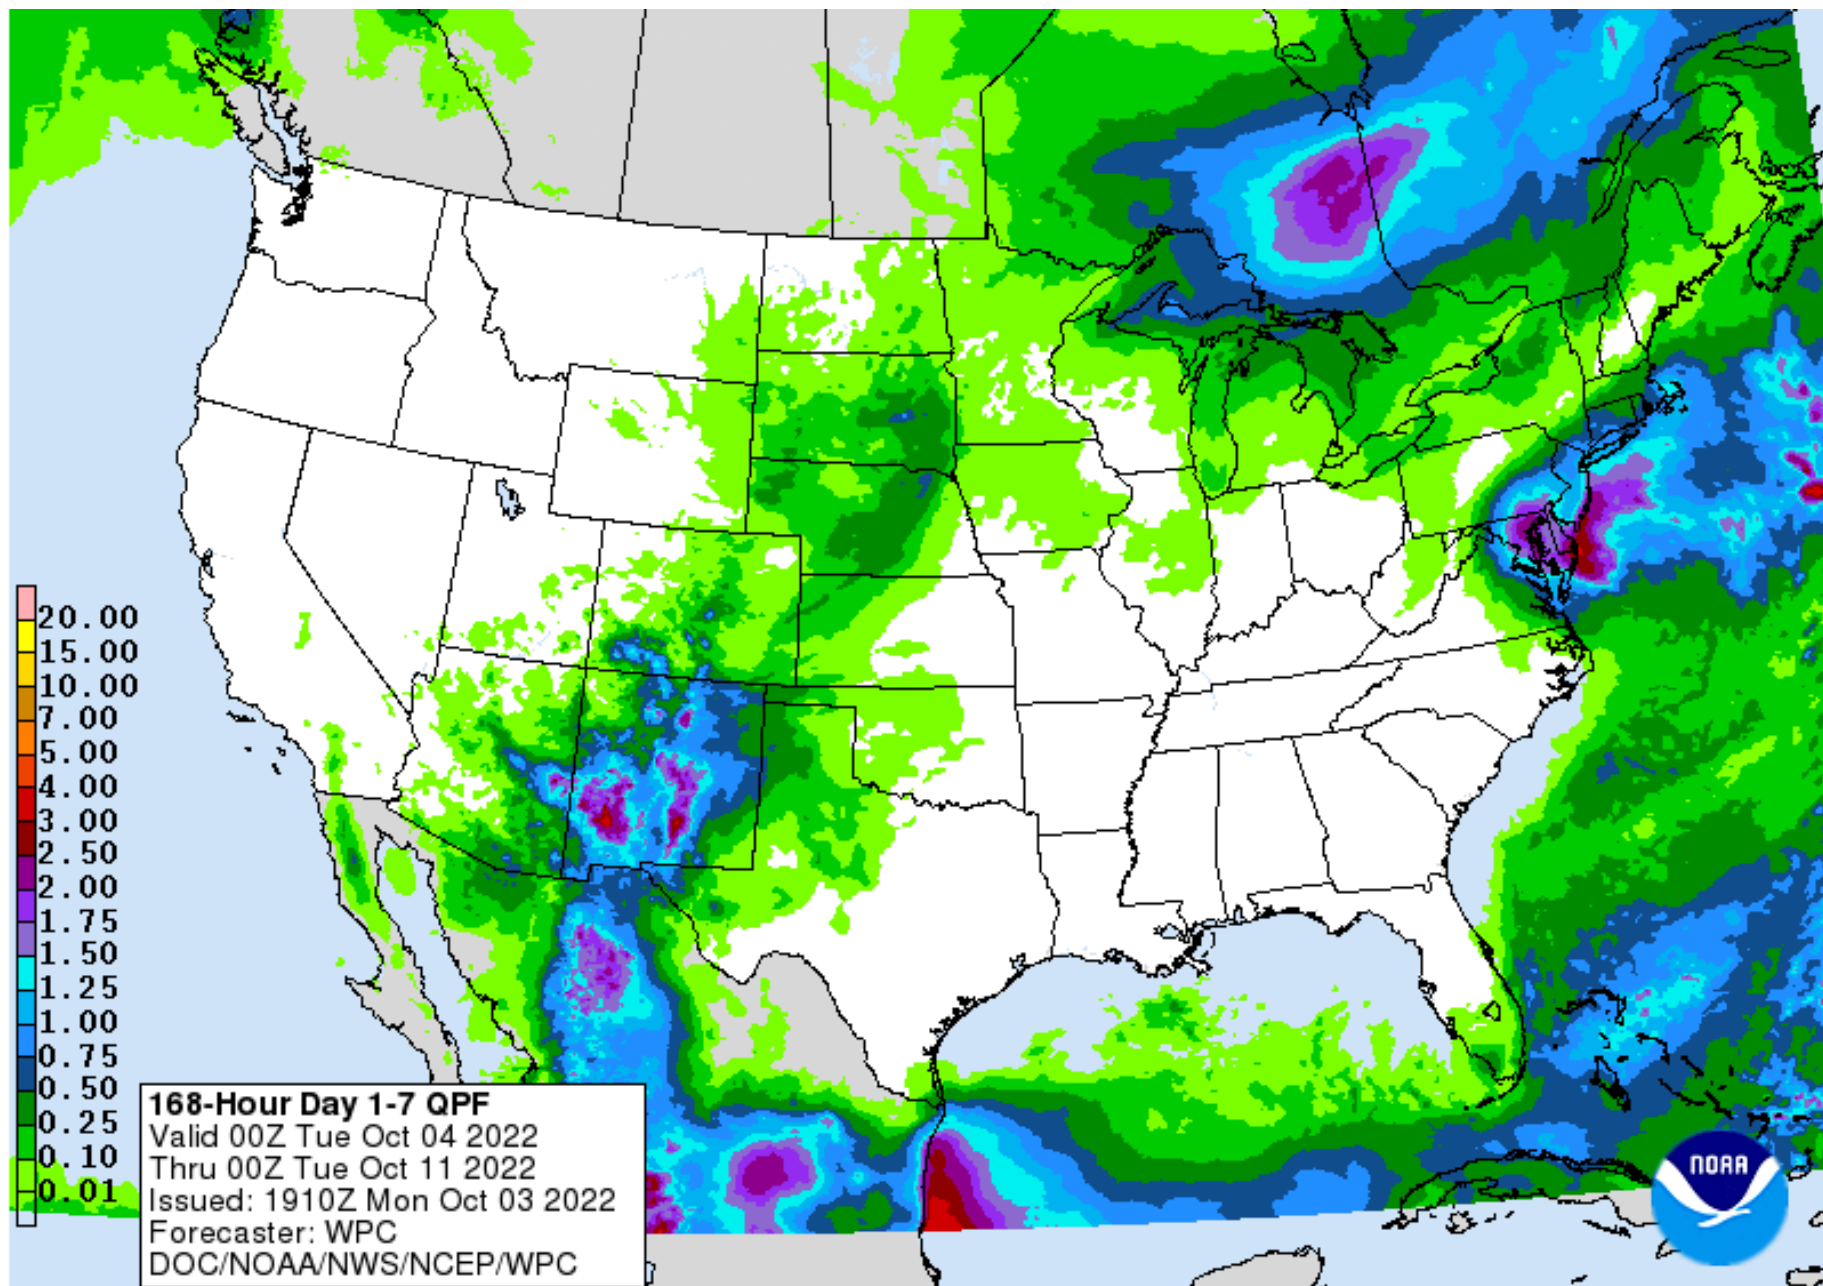 20.00
15.00
10.00
7.00
5.00
4.00
3.00
2.50
2.00
1.75
1.50
1.25
1.00
0.75
0.50
0.25
0.10
0.01
168-Hour Day 1-7 QPF
Valid 00Z Tue Oct 04 2022
Thru 00Z Tue Oct 11 2022
Issued: 1910Z Mon Oct 03 2022
Forecaster: WPC
DOC/NOAA/NWS/NCEP/WPC
NOAA